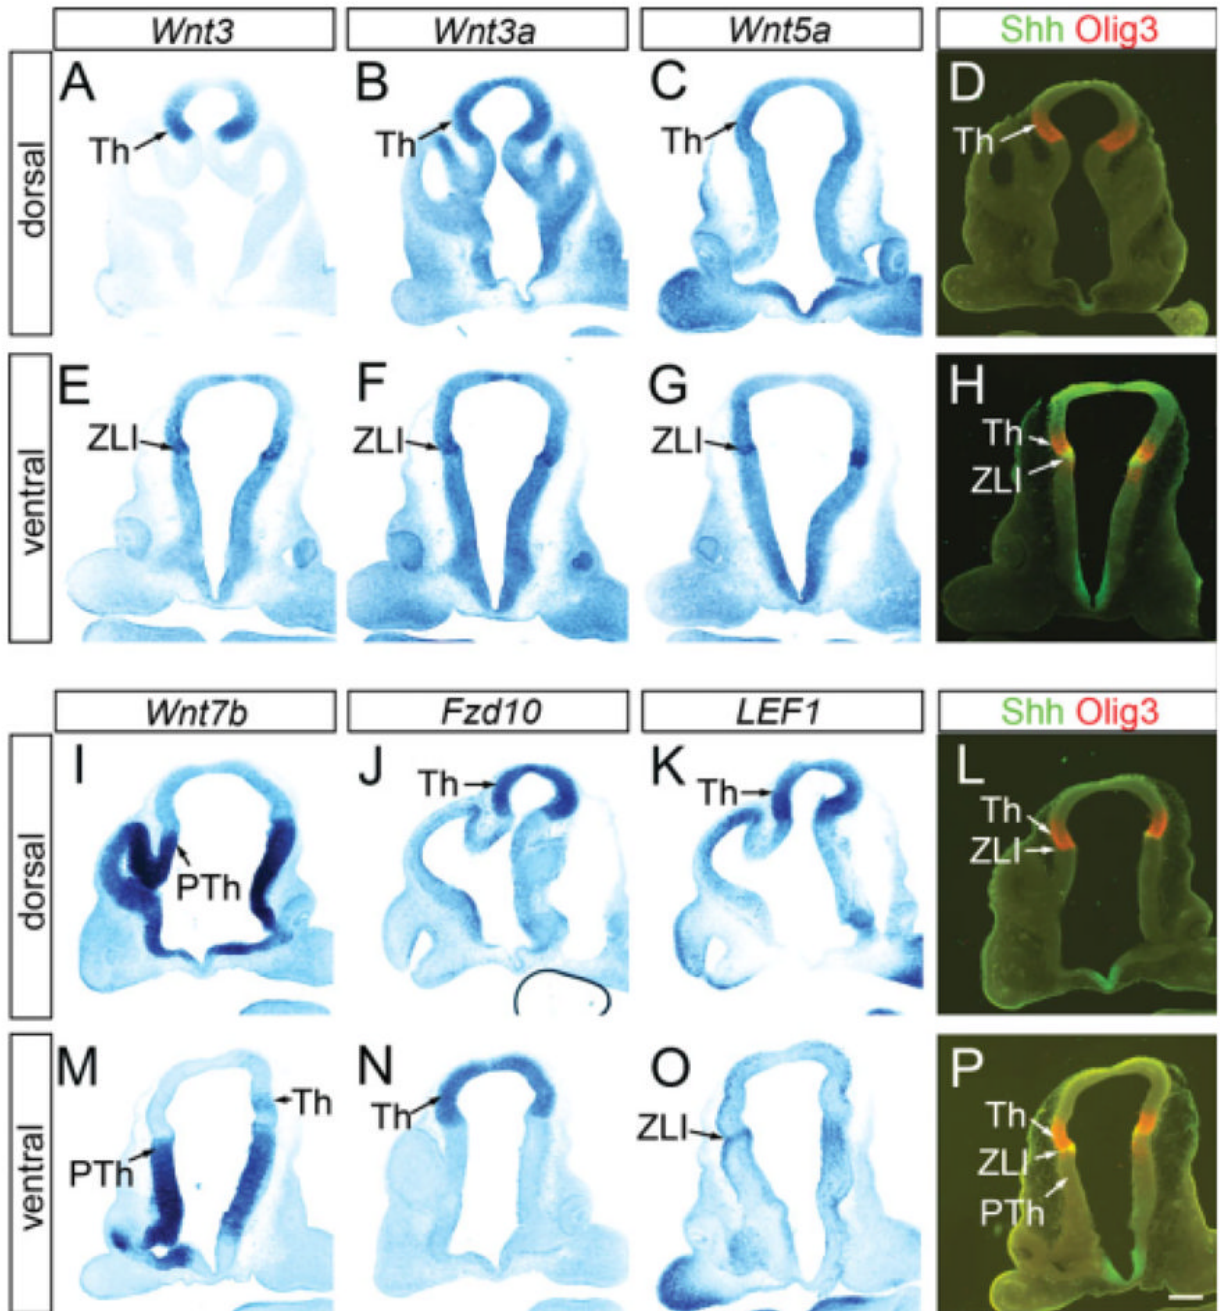 Wnt3 Wnt3a Wnt5a Shh Olig3
dorsal
A B C D
Th Th Th Th
ventral
E F G H
ZLI ZLI ZLI Th
ZLI
Wnt7b Fzd10 LEF1 Shh Olig3
dorsal
I J K L
Th Th Th
ZLI
PTh
ventral
M N O P
Th Th ZLI Th
PTh ZLI
PTh